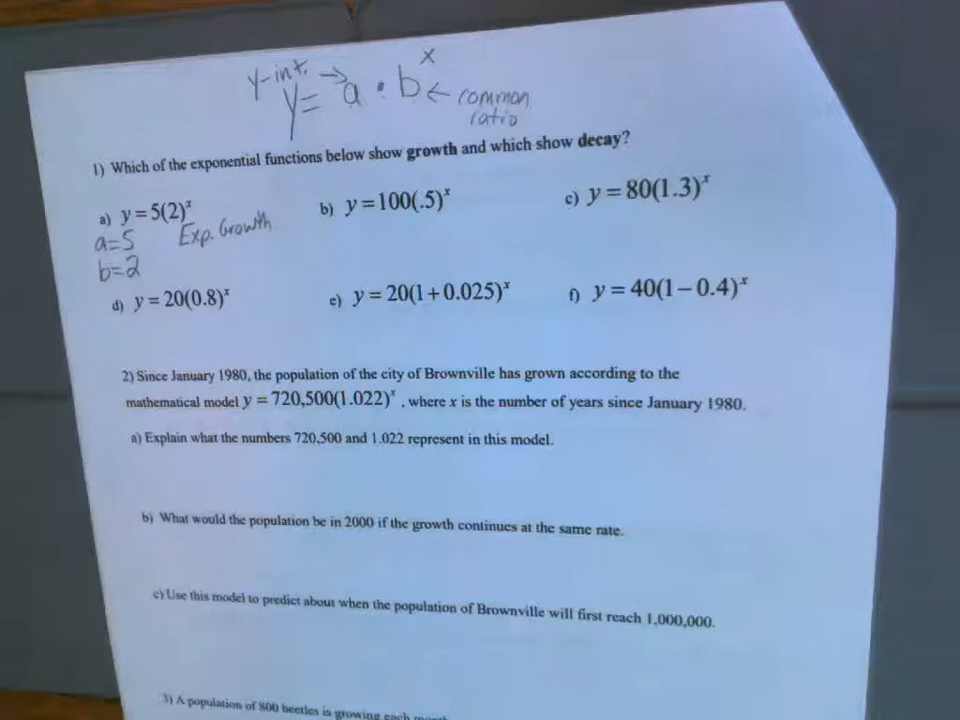 y-int. →
y= a · b^x ← common
ratio
1) Which of the exponential functions below show growth and which show decay?
a) y = 5(2)^x b) y = 100(.5)^x c) y = 80(1.3)^x
a=5 Exp. Growth
b=2
d) y = 20(0.8)^x e) y = 20(1 + 0.025)^x f) y = 40(1 − 0.4)^x
2) Since January 1980, the population of the city of Brownville has grown according to the
mathematical model y = 720,500(1.022)^x , where x is the number of years since January 1980.
a) Explain what the numbers 720,500 and 1.022 represent in this model.
b) What would the population be in 2000 if the growth continues at the same rate.
c) Use this model to predict about when the population of Brownville will first reach 1,000,000.
3) A population of 800 beetles is growing each month